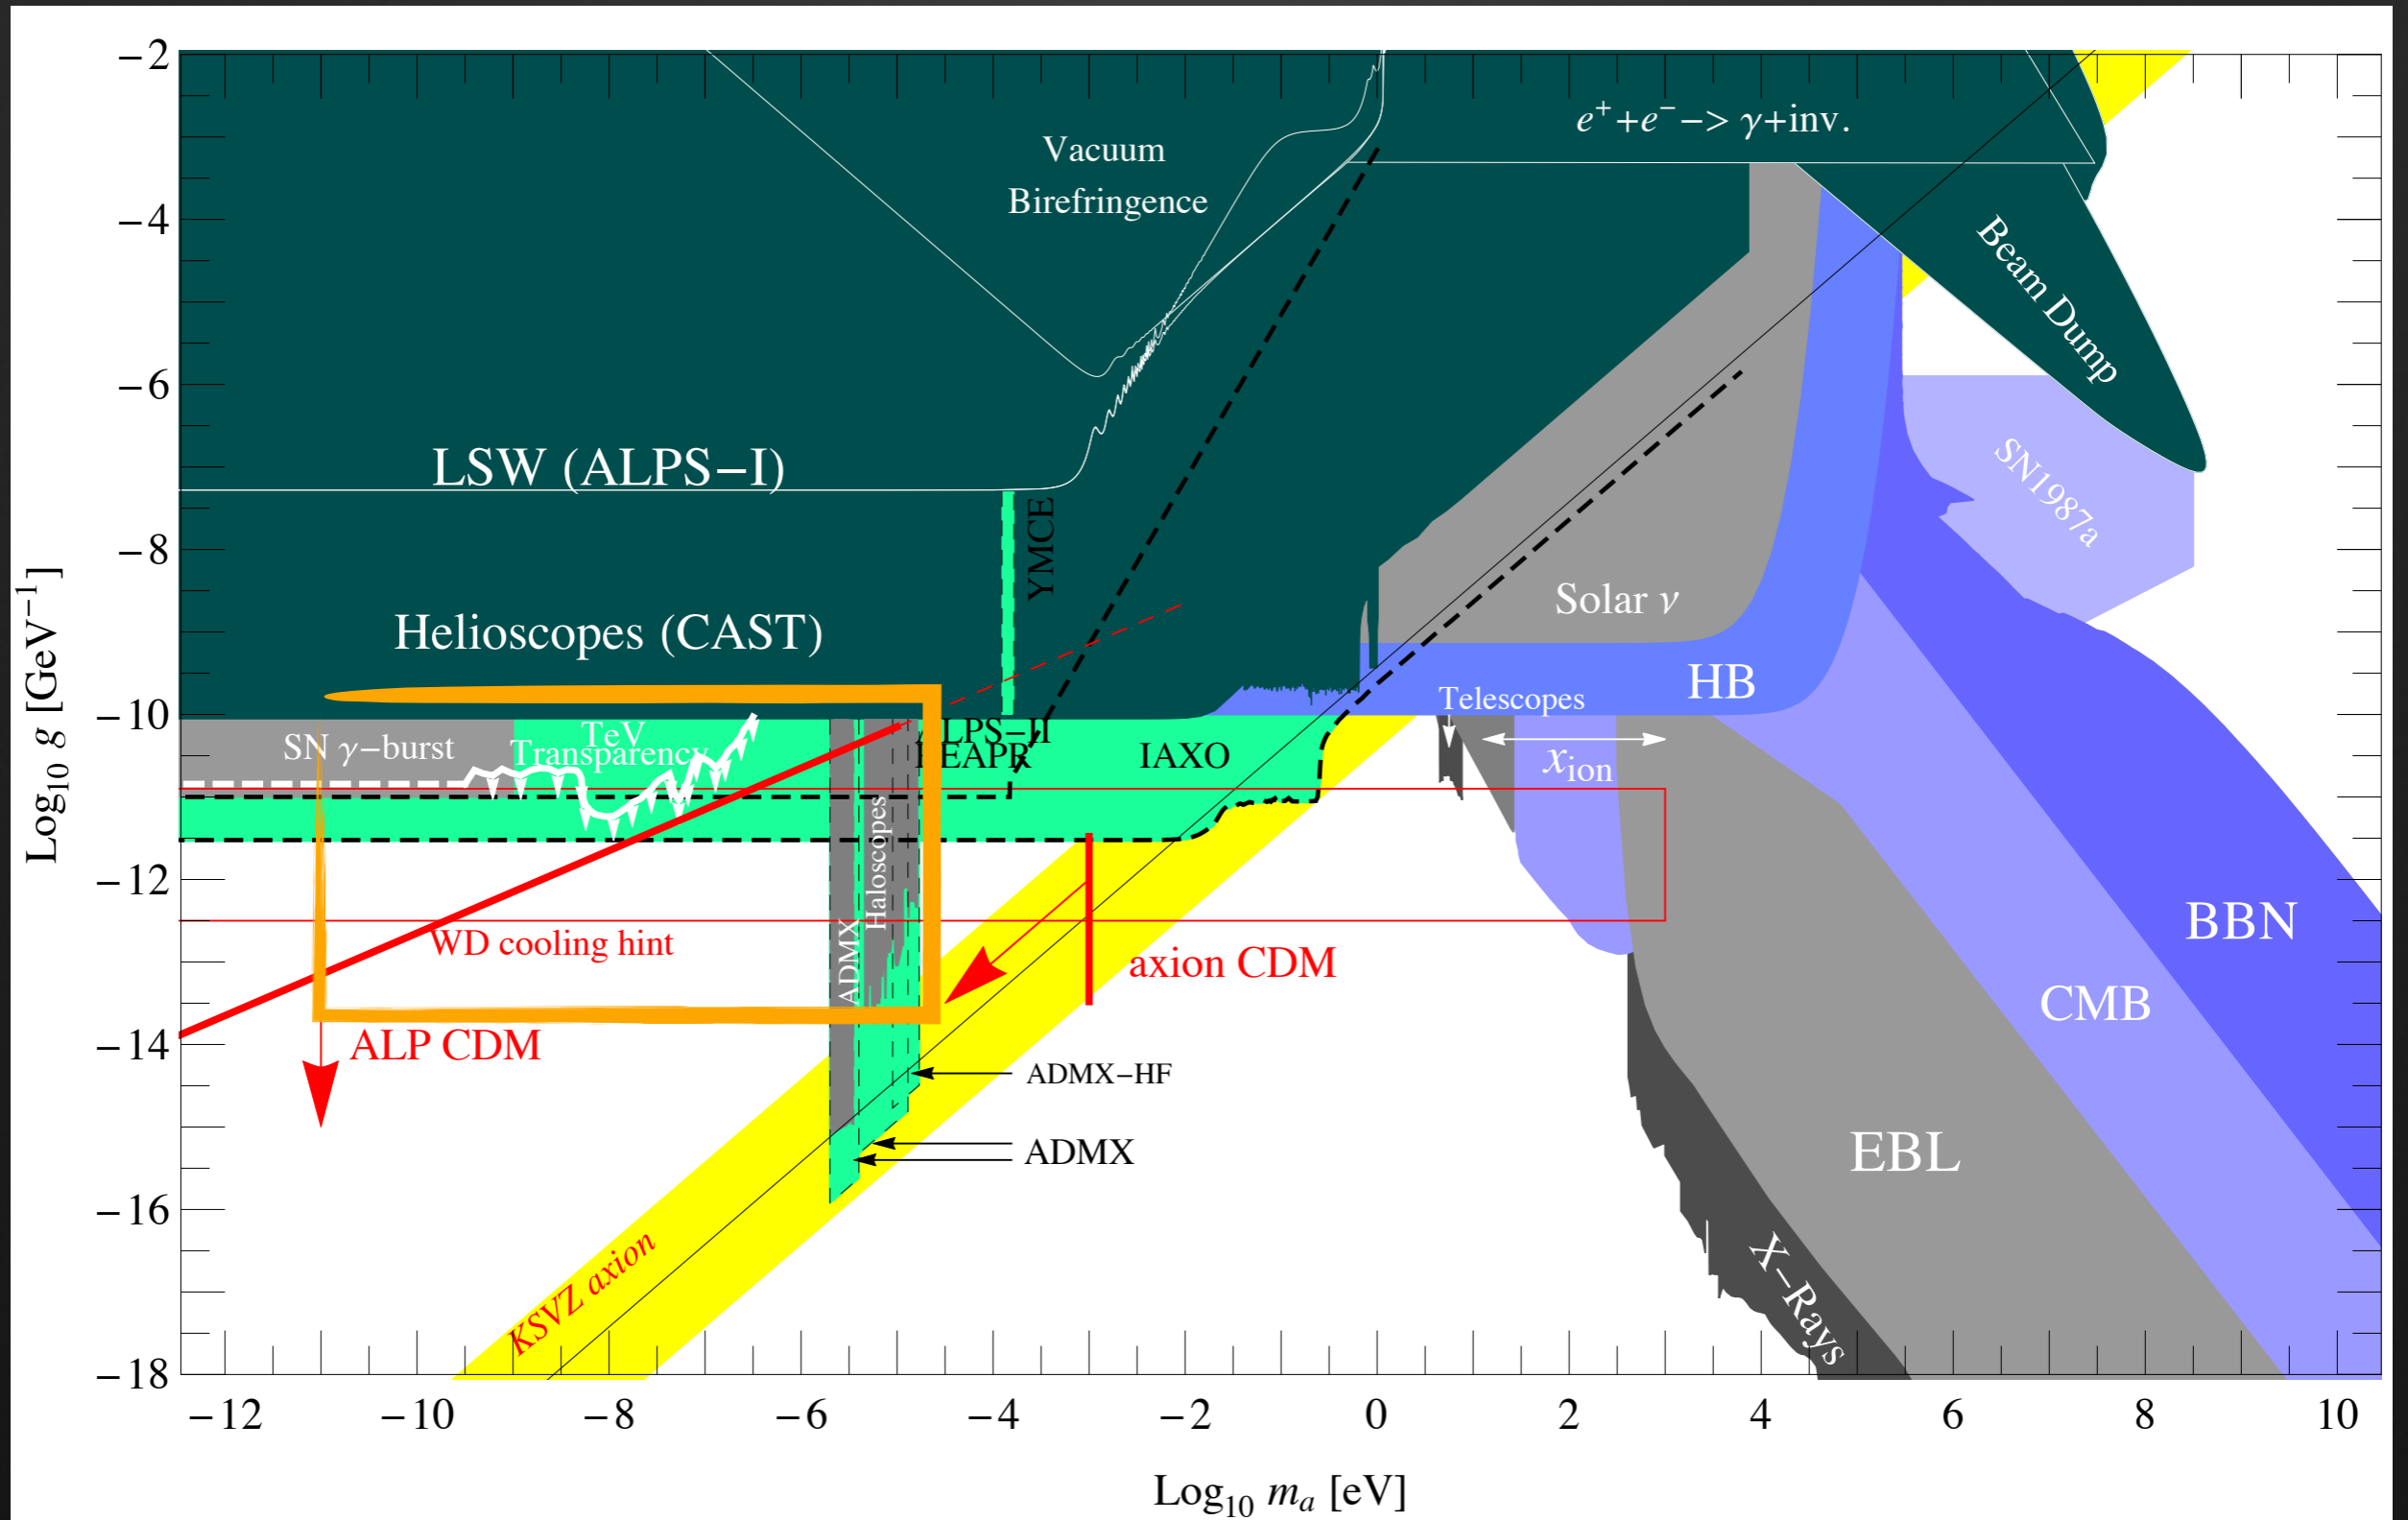 −2
−4
−6
−8
−10
−12
−14
−16
−18
Log₁₀ g [GeV⁻¹]
Vacuum
Birefringence
e⁺+e⁻−> γ+inv.
Beam Dump
LSW (ALPS−I)
YMCE
SN1987a
Helioscopes (CAST)
Solar ν
HB
Telescopes
SN γ−burst
TeV
Transparency
ALPS−II
REAPR
IAXO
x_ion
Haloscopes
ADMX
WD cooling hint
axion CDM
BBN
CMB
ALP CDM
ADMX−HF
ADMX
EBL
KSVZ axion
X−Rays
−12 −10 −8 −6 −4 −2 0 2 4 6 8 10
Log₁₀ mₐ [eV]